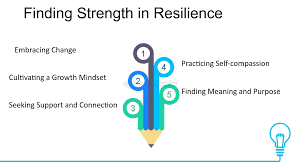 Finding Strength in Resilience
Embracing Change
1
Practicing Self-compassion
4
Cultivating a Growth Mindset
2
Finding Meaning and Purpose
5
Seeking Support and Connection
3